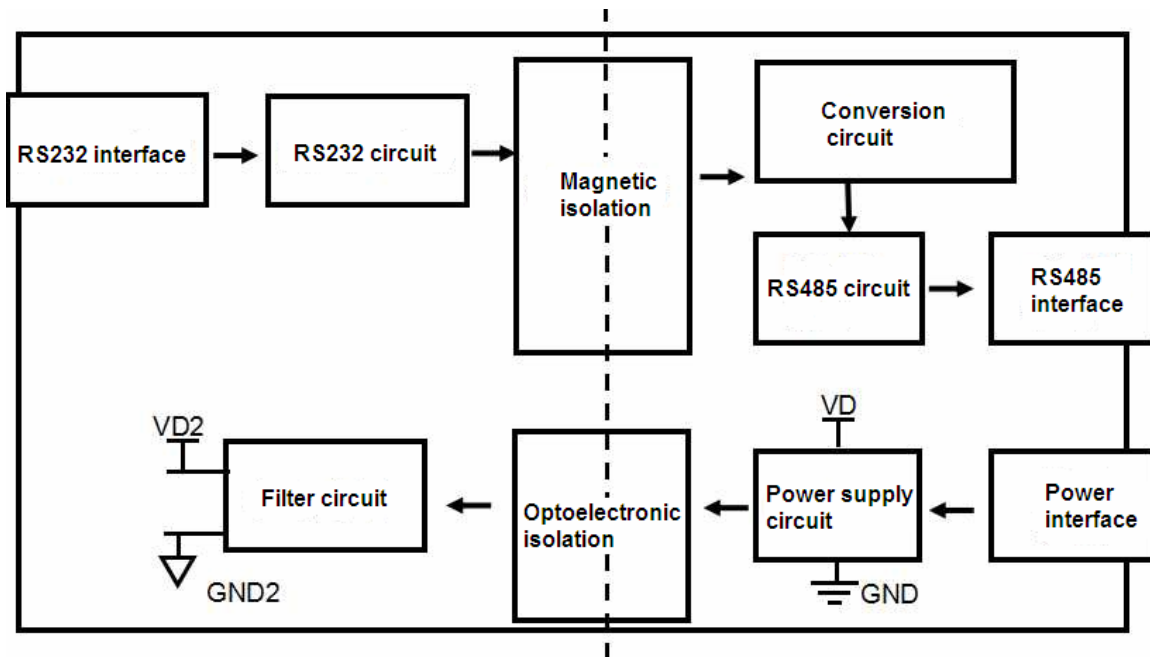 RS232 interface
RS232 circuit
Magnetic
isolation
Conversion
circuit
RS485 circuit
RS485
interface
VD2
Filter circuit
GND2
Optoelectronic
isolation
VD
Power supply
circuit
GND
Power
interface